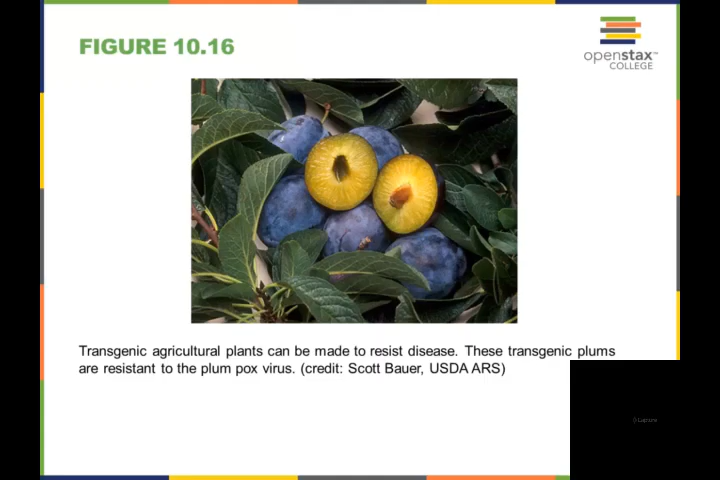 FIGURE 10.16
openstax™
COLLEGE
Transgenic agricultural plants can be made to resist disease. These transgenic plums
are resistant to the plum pox virus. (credit: Scott Bauer, USDA ARS)